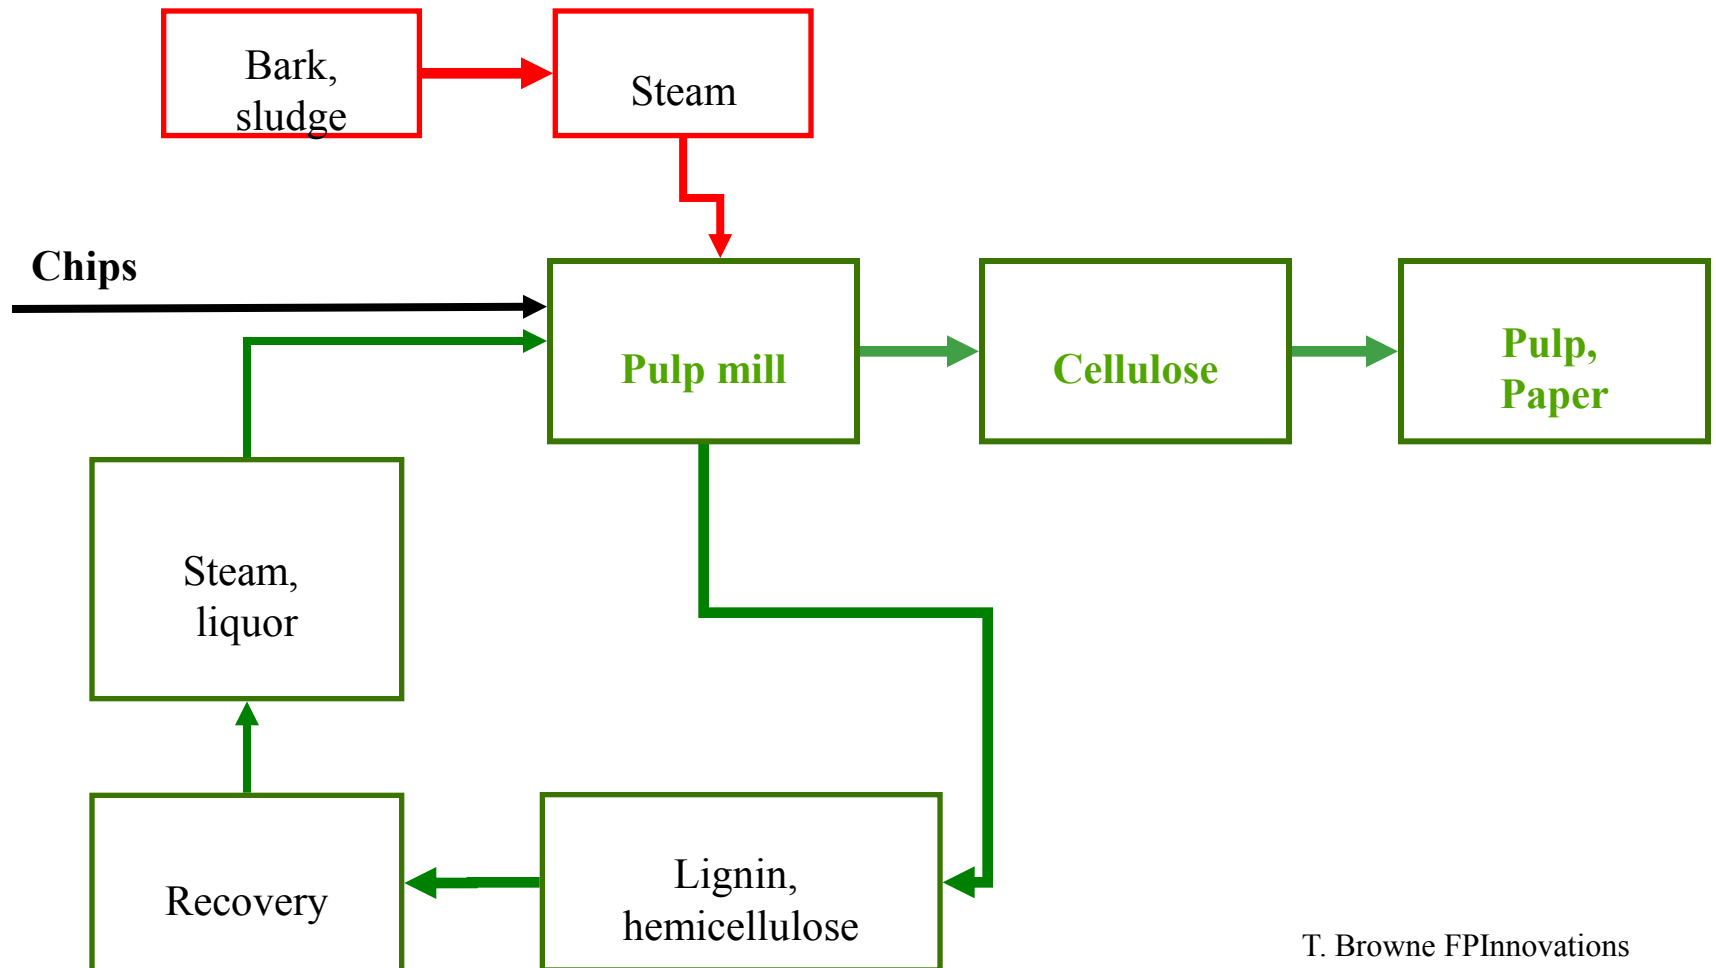 Bark,
sludge
Steam
Chips
Pulp mill
Cellulose
Pulp,
Paper
Steam,
liquor
Recovery
Lignin,
hemicellulose
T. Browne FPInnovations